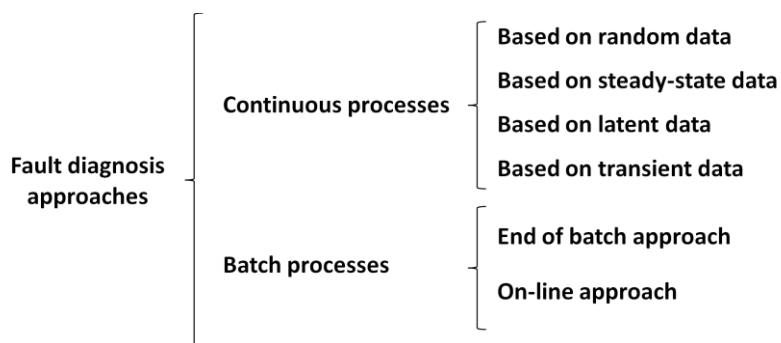 Fault diagnosis
approaches
Continuous processes
Based on random data
Based on steady-state data
Based on latent data
Based on transient data
Batch processes
End of batch approach
On-line approach